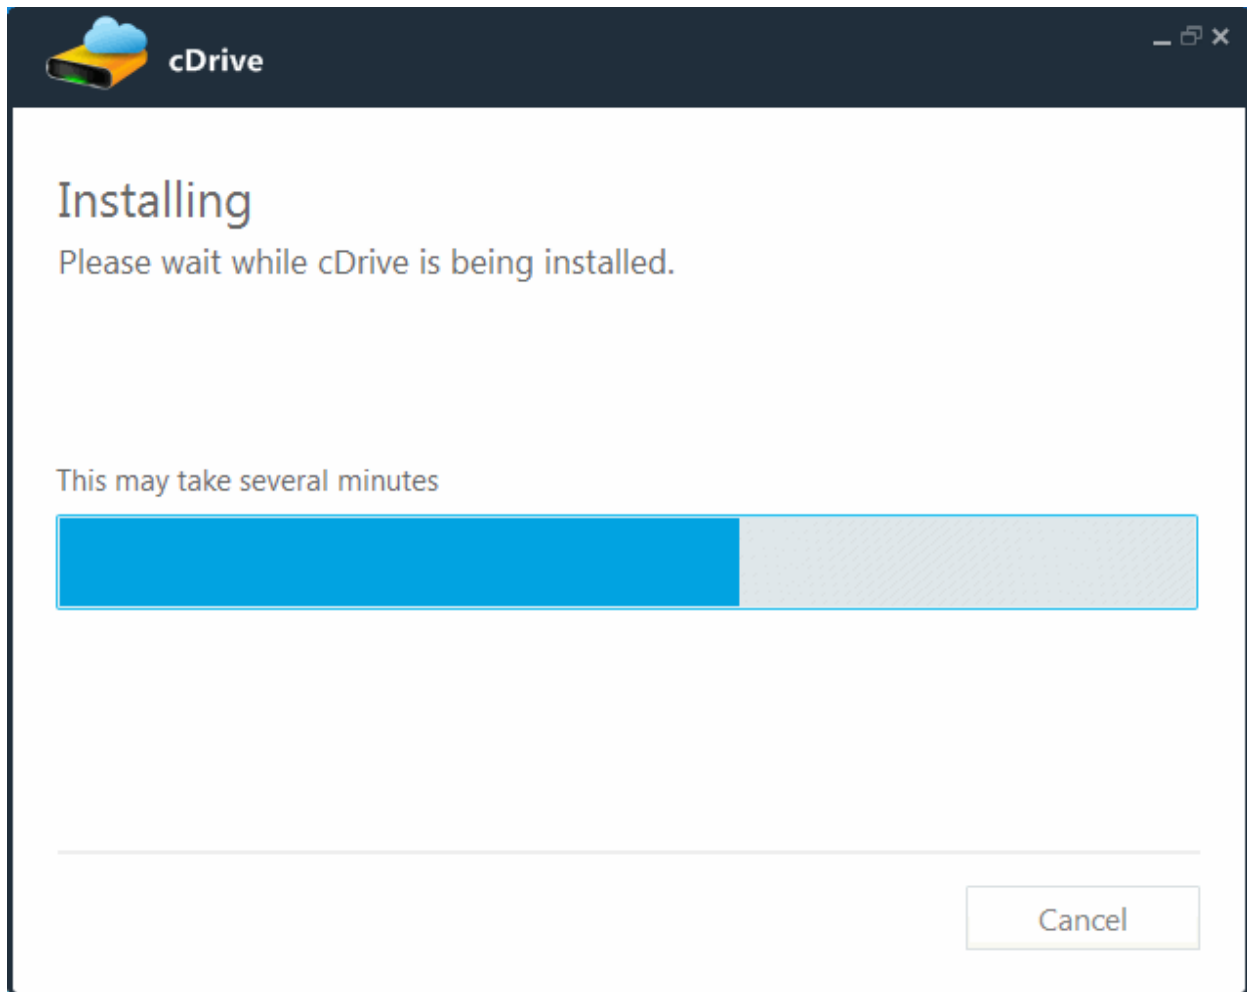 cDrive
Installing
Please wait while cDrive is being installed.
This may take several minutes
Cancel